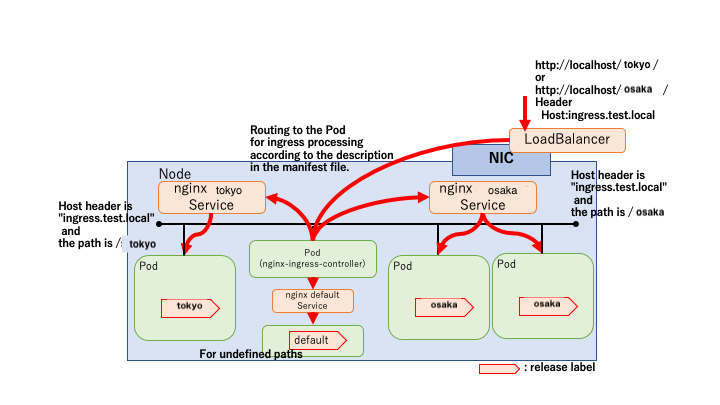 http://localhost/ tokyo /
or
http://localhost/ osaka /
Header
Host:ingress.test.local
LoadBalancer
NIC
Routing to the Pod
for ingress processing
according to the description
in the manifest file.
Node
nginx tokyo
Service
nginx osaka
Service
Host header is
"ingress.test.local"
and
the path is / osaka
Host header is
"ingress.test.local"
and
the path is / tokyo
Pod
(nginx-ingress-controller)
nginx default
Service
default
For undefined paths
Pod
tokyo
Pod
osaka
Pod
osaka
: release label